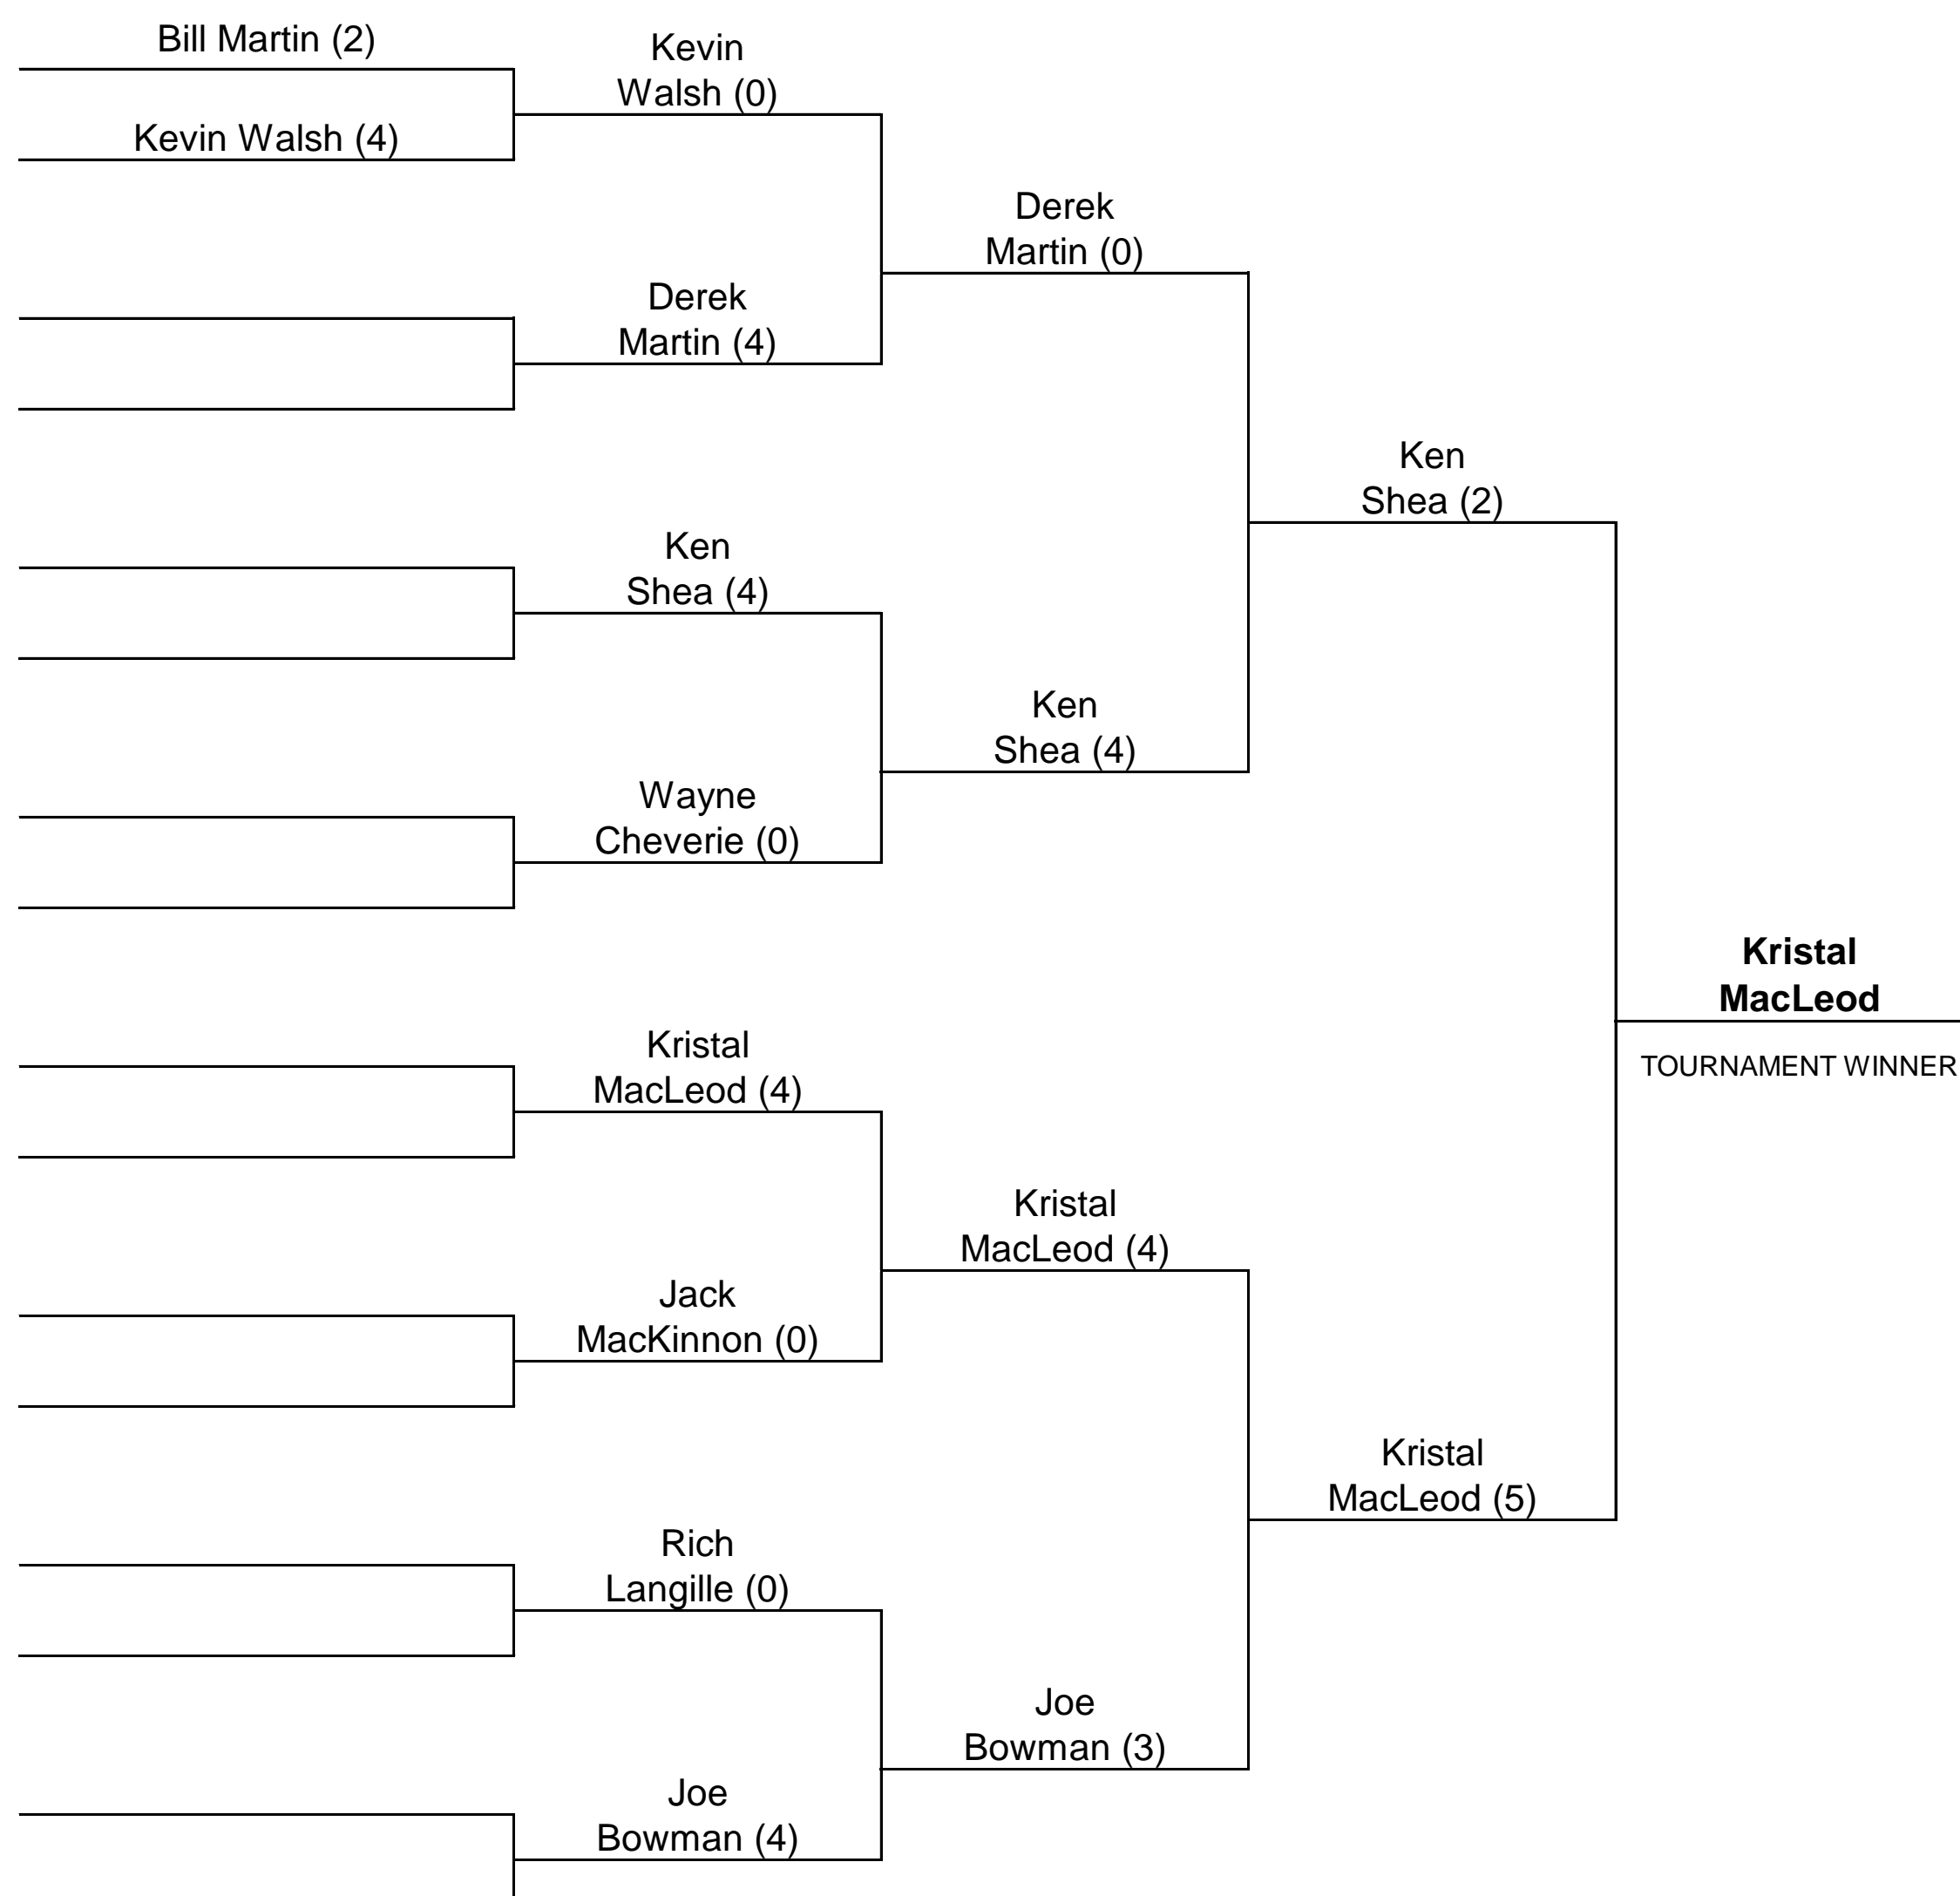 Bill Martin (2)
Kevin Walsh (4)
Kevin
Walsh (0)
Derek
Martin (4)
Derek
Martin (0)
Ken
Shea (4)
Wayne
Cheverie (0)
Ken
Shea (4)
Ken
Shea (2)
Kristal
MacLeod (4)
Jack
MacKinnon (0)
Kristal
MacLeod (4)
Rich
Langille (0)
Joe
Bowman (4)
Joe
Bowman (3)
Kristal
MacLeod (5)
Kristal
MacLeod
TOURNAMENT WINNER